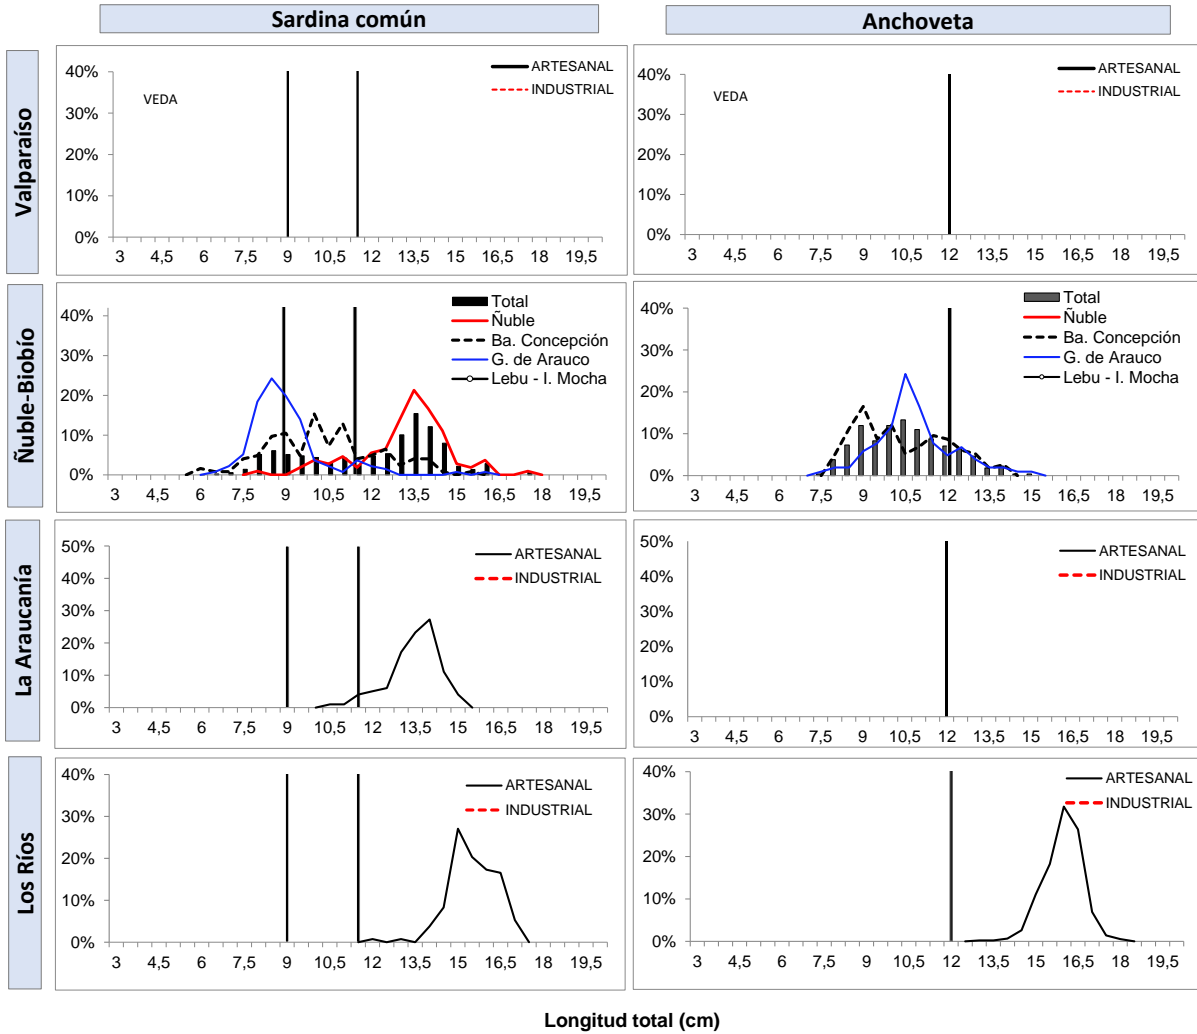 Sardina común
Anchoveta
Valparaíso
40%
30%
20%
10%
0%
VEDA
ARTESANAL
INDUSTRIAL
3 4,5 6 7,5 9 10,5 12 13,5 15 16,5 18 19,5
40%
30%
20%
10%
0%
VEDA
ARTESANAL
INDUSTRIAL
3 4,5 6 7,5 9 10,5 12 13,5 15 16,5 18 19,5
Ñuble-Biobío
40%
30%
20%
10%
0%
Total
Ñuble
Ba. Concepción
G. de Arauco
Lebu - I. Mocha
3 4,5 6 7,5 9 10,5 12 13,5 15 16,5 18 19,5
40%
30%
20%
10%
0%
Total
Ñuble
Ba. Concepción
G. de Arauco
Lebu - I. Mocha
3 4,5 6 7,5 9 10,5 12 13,5 15 16,5 18 19,5
La Araucanía
50%
40%
30%
20%
10%
0%
ARTESANAL
INDUSTRIAL
3 4,5 6 7,5 9 10,5 12 13,5 15 16,5 18 19,5
50%
40%
30%
20%
10%
0%
ARTESANAL
INDUSTRIAL
3 4,5 6 7,5 9 10,5 12 13,5 15 16,5 18 19,5
Los Ríos
40%
30%
20%
10%
0%
ARTESANAL
INDUSTRIAL
3 4,5 6 7,5 9 10,5 12 13,5 15 16,5 18 19,5
40%
30%
20%
10%
0%
ARTESANAL
INDUSTRIAL
3 4,5 6 7,5 9 10,5 12 13,5 15 16,5 18 19,5
Longitud total (cm)